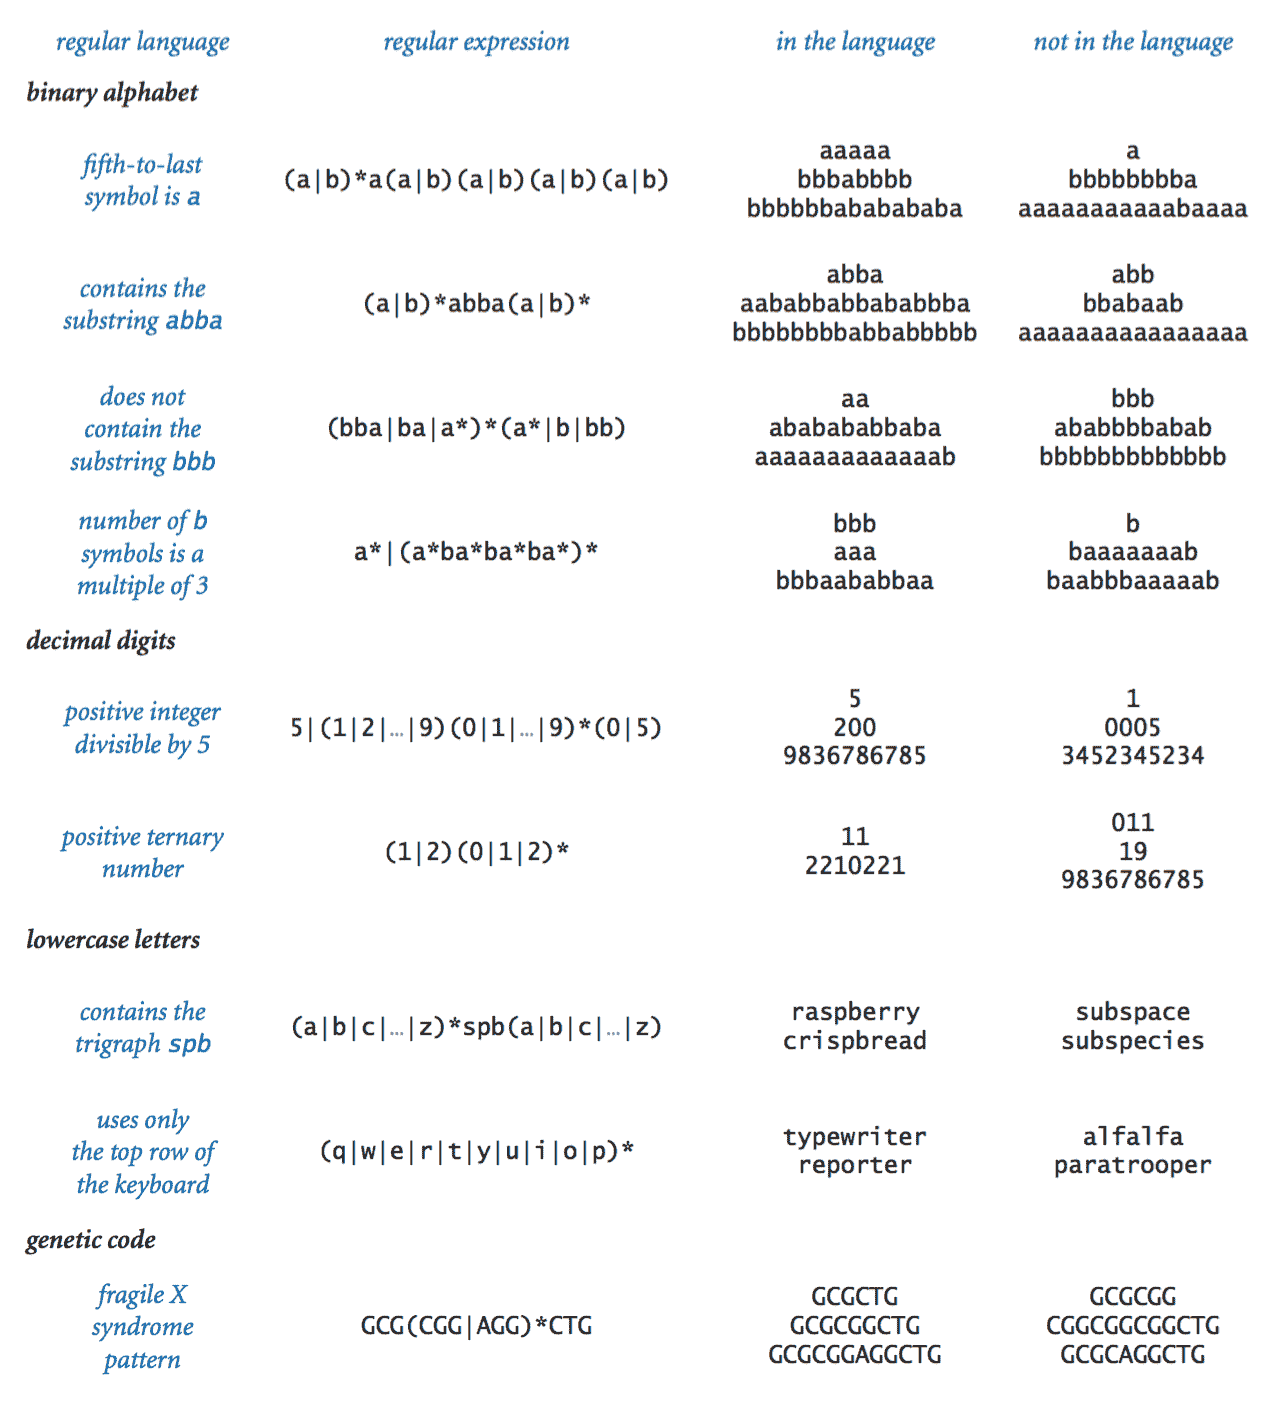 regular language regular expression in the language not in the language
binary alphabet
fifth-to-last
symbol is a
(a|b)*a(a|b)(a|b)(a|b)(a|b)
aaaaa
bbbabbbb
bbbbbbababababa
a
bbbbbbbba
aaaaaaaaaaabaaaa
contains the
substring abba
(a|b)*abba(a|b)*
abba
aababbabbababbba
bbbbbbbbabbabbbbb
abb
bbabaab
aaaaaaaaaaaaaaaa
does not
contain the
substring bbb
(bba|ba|a*)*(a*|b|bb)
aa
ababababbaba
aaaaaaaaaaaaab
bbb
ababbbbabab
bbbbbbbbbbbbb
number of b
symbols is a
multiple of 3
a*|(a*ba*ba*ba*)*
bbb
aaa
bbbaababbaa
b
baaaaaaab
baabbbaaaaab
decimal digits
positive integer
divisible by 5
5|(1|2|...|9)(0|1|...|9)*(0|5)
5
200
9836786785
1
0005
3452345234
positive ternary
number
(1|2)(0|1|2)*
11
2210221
011
19
9836786785
lowercase letters
contains the
trigraph spb
(a|b|c|...|z)*spb(a|b|c|...|z)
raspberry
crispbread
subspace
subspecies
uses only
the top row of
the keyboard
(q|w|e|r|t|y|u|i|o|p)*
typewriter
reporter
alfalfa
paratrooper
genetic code
fragile X
syndrome
pattern
GCG(CGG|AGG)*CTG
GCGCTG
GCGCGGCTG
GCGCGGAGGCTG
GCGCGG
CGGCGGCGGCTG
GCGCAGGCTG